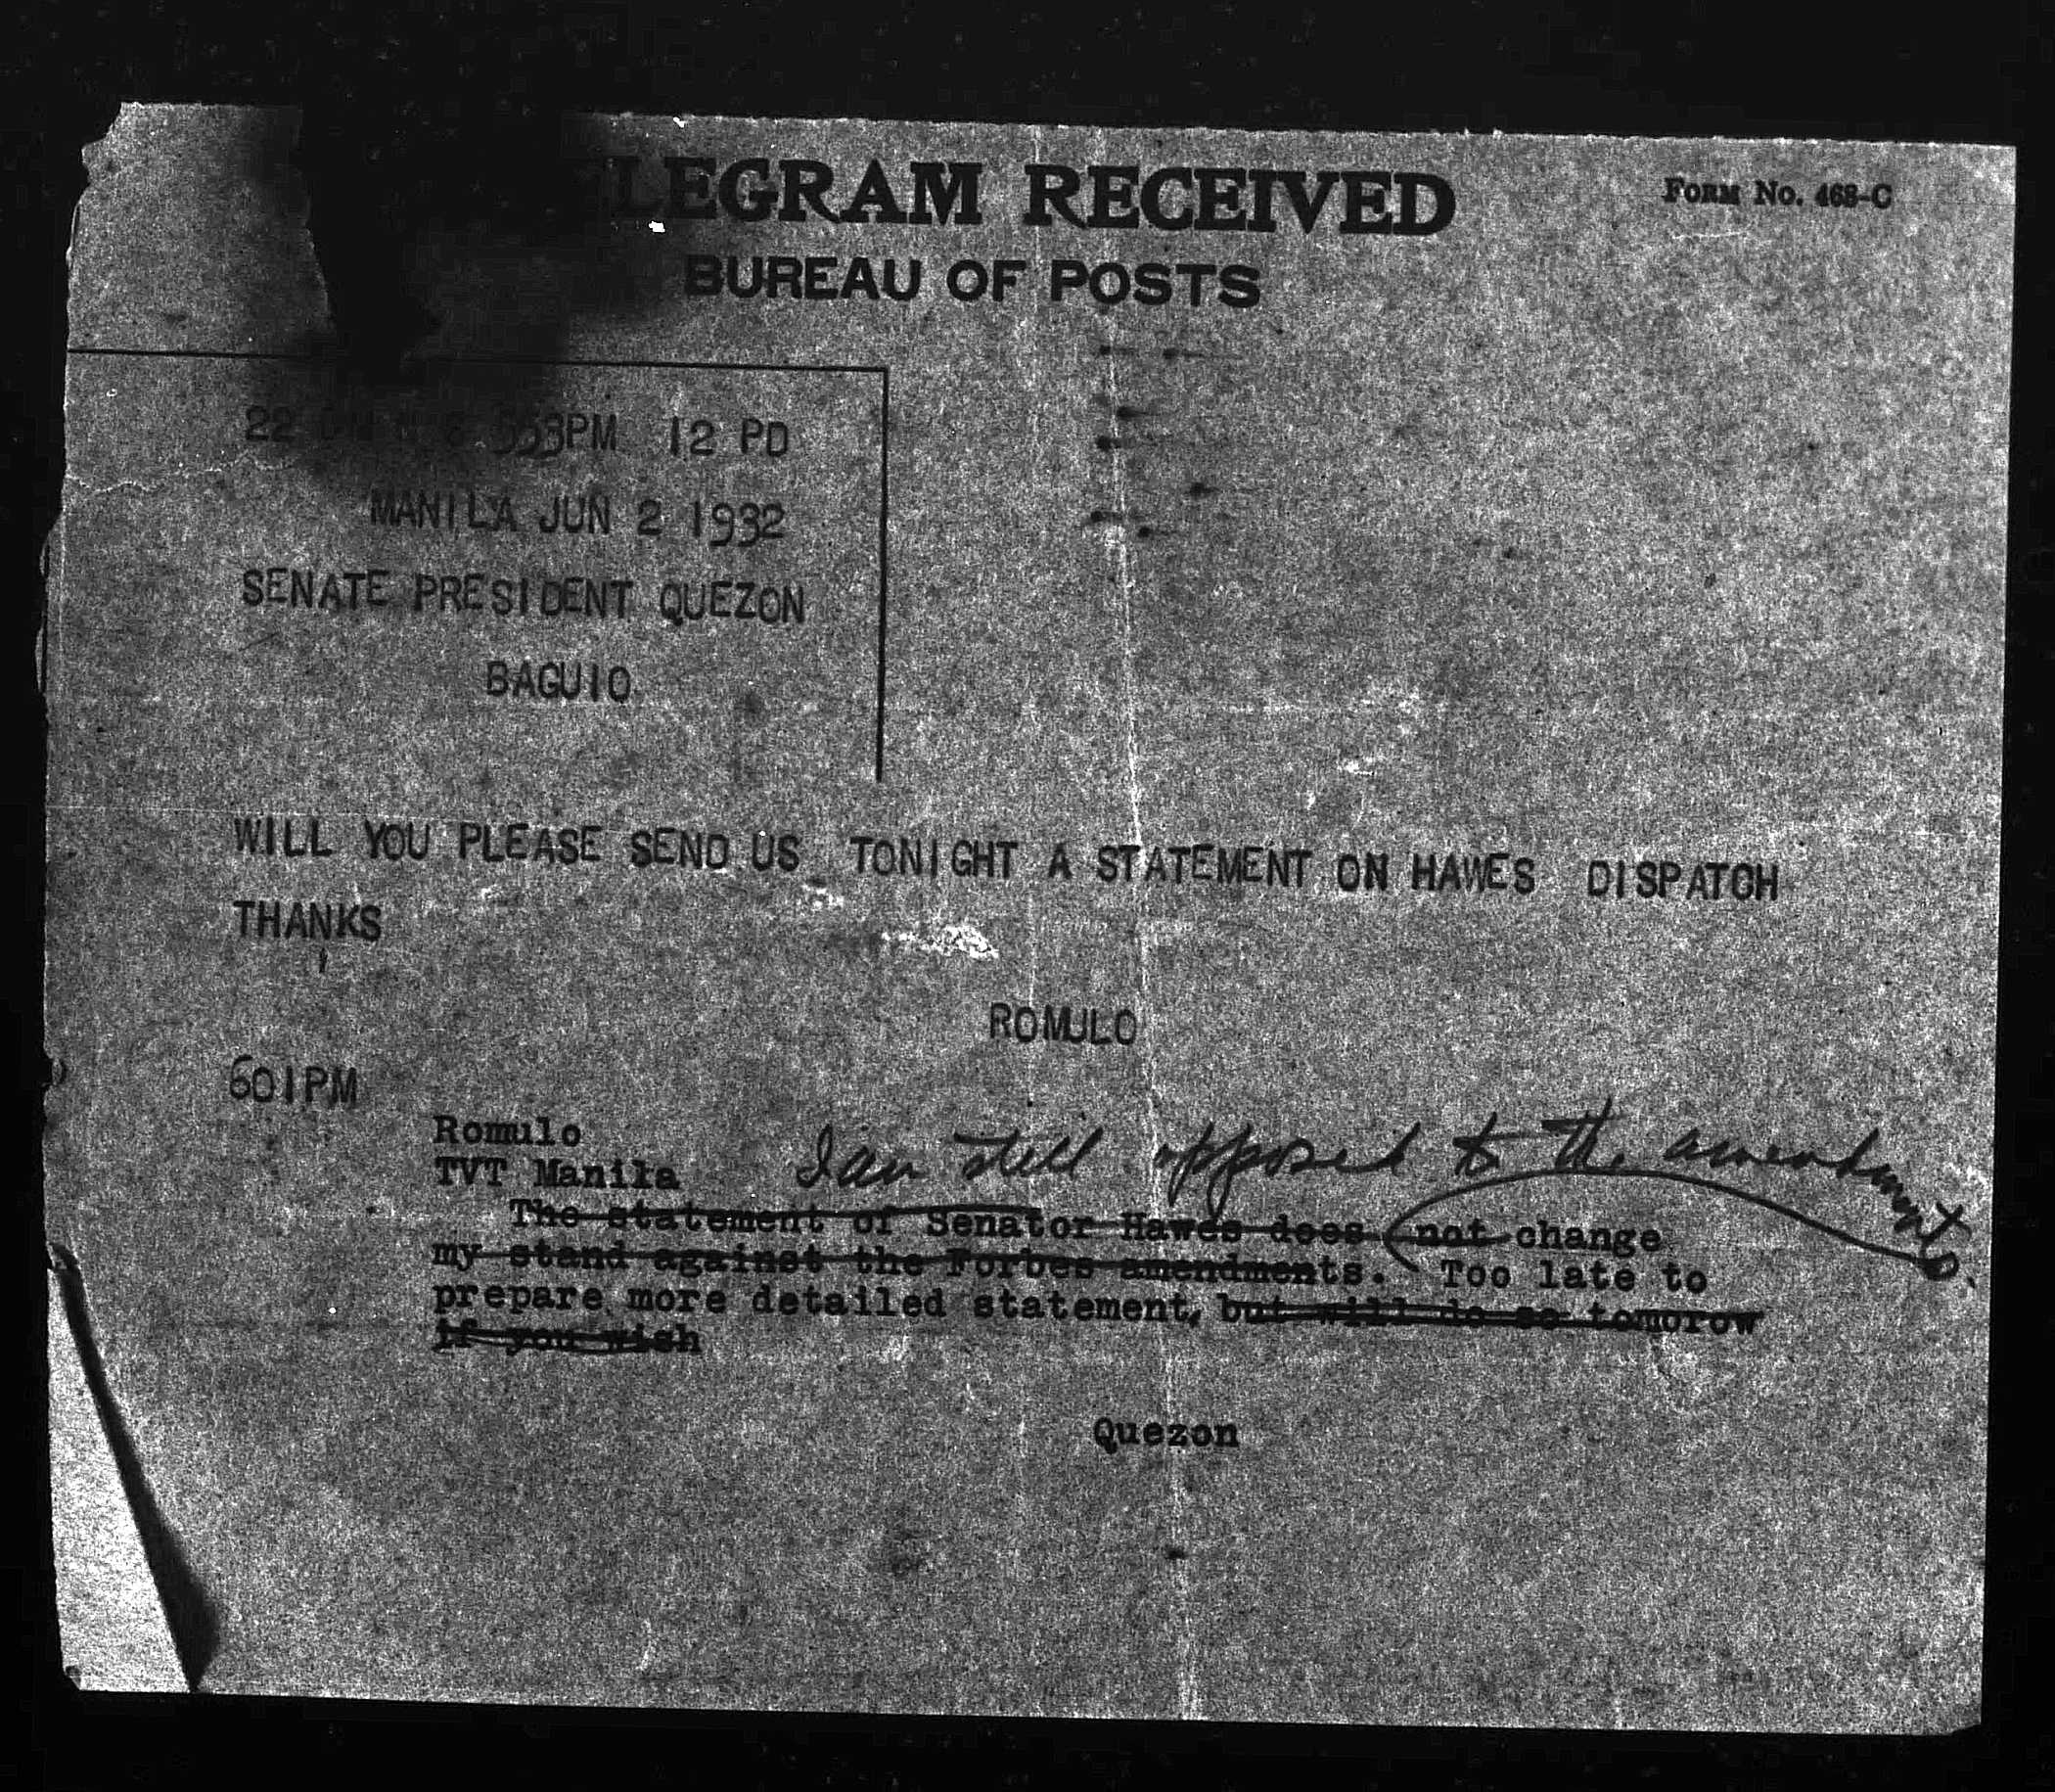 LEGRAM RECEIVED
FORM NO. 468-C
BUREAU OF POSTS
22 553PM 12 PD
MANILA JUN 2 1932
SENATE PRESIDENT QUEZON
BAGUIO
WILL YOU PLEASE SEND US TONIGHT A STATEMENT ON HAWES DISPATCH
THANKS
ROMULO
601PM
Romulo
TVT Manila
I am still opposed to the amendments.
The statement of Senator Hawes does not change
my stand against the Forbes amendments. Too late to
prepare more detailed statement, but will do so tomorow
if you wish
Quezon